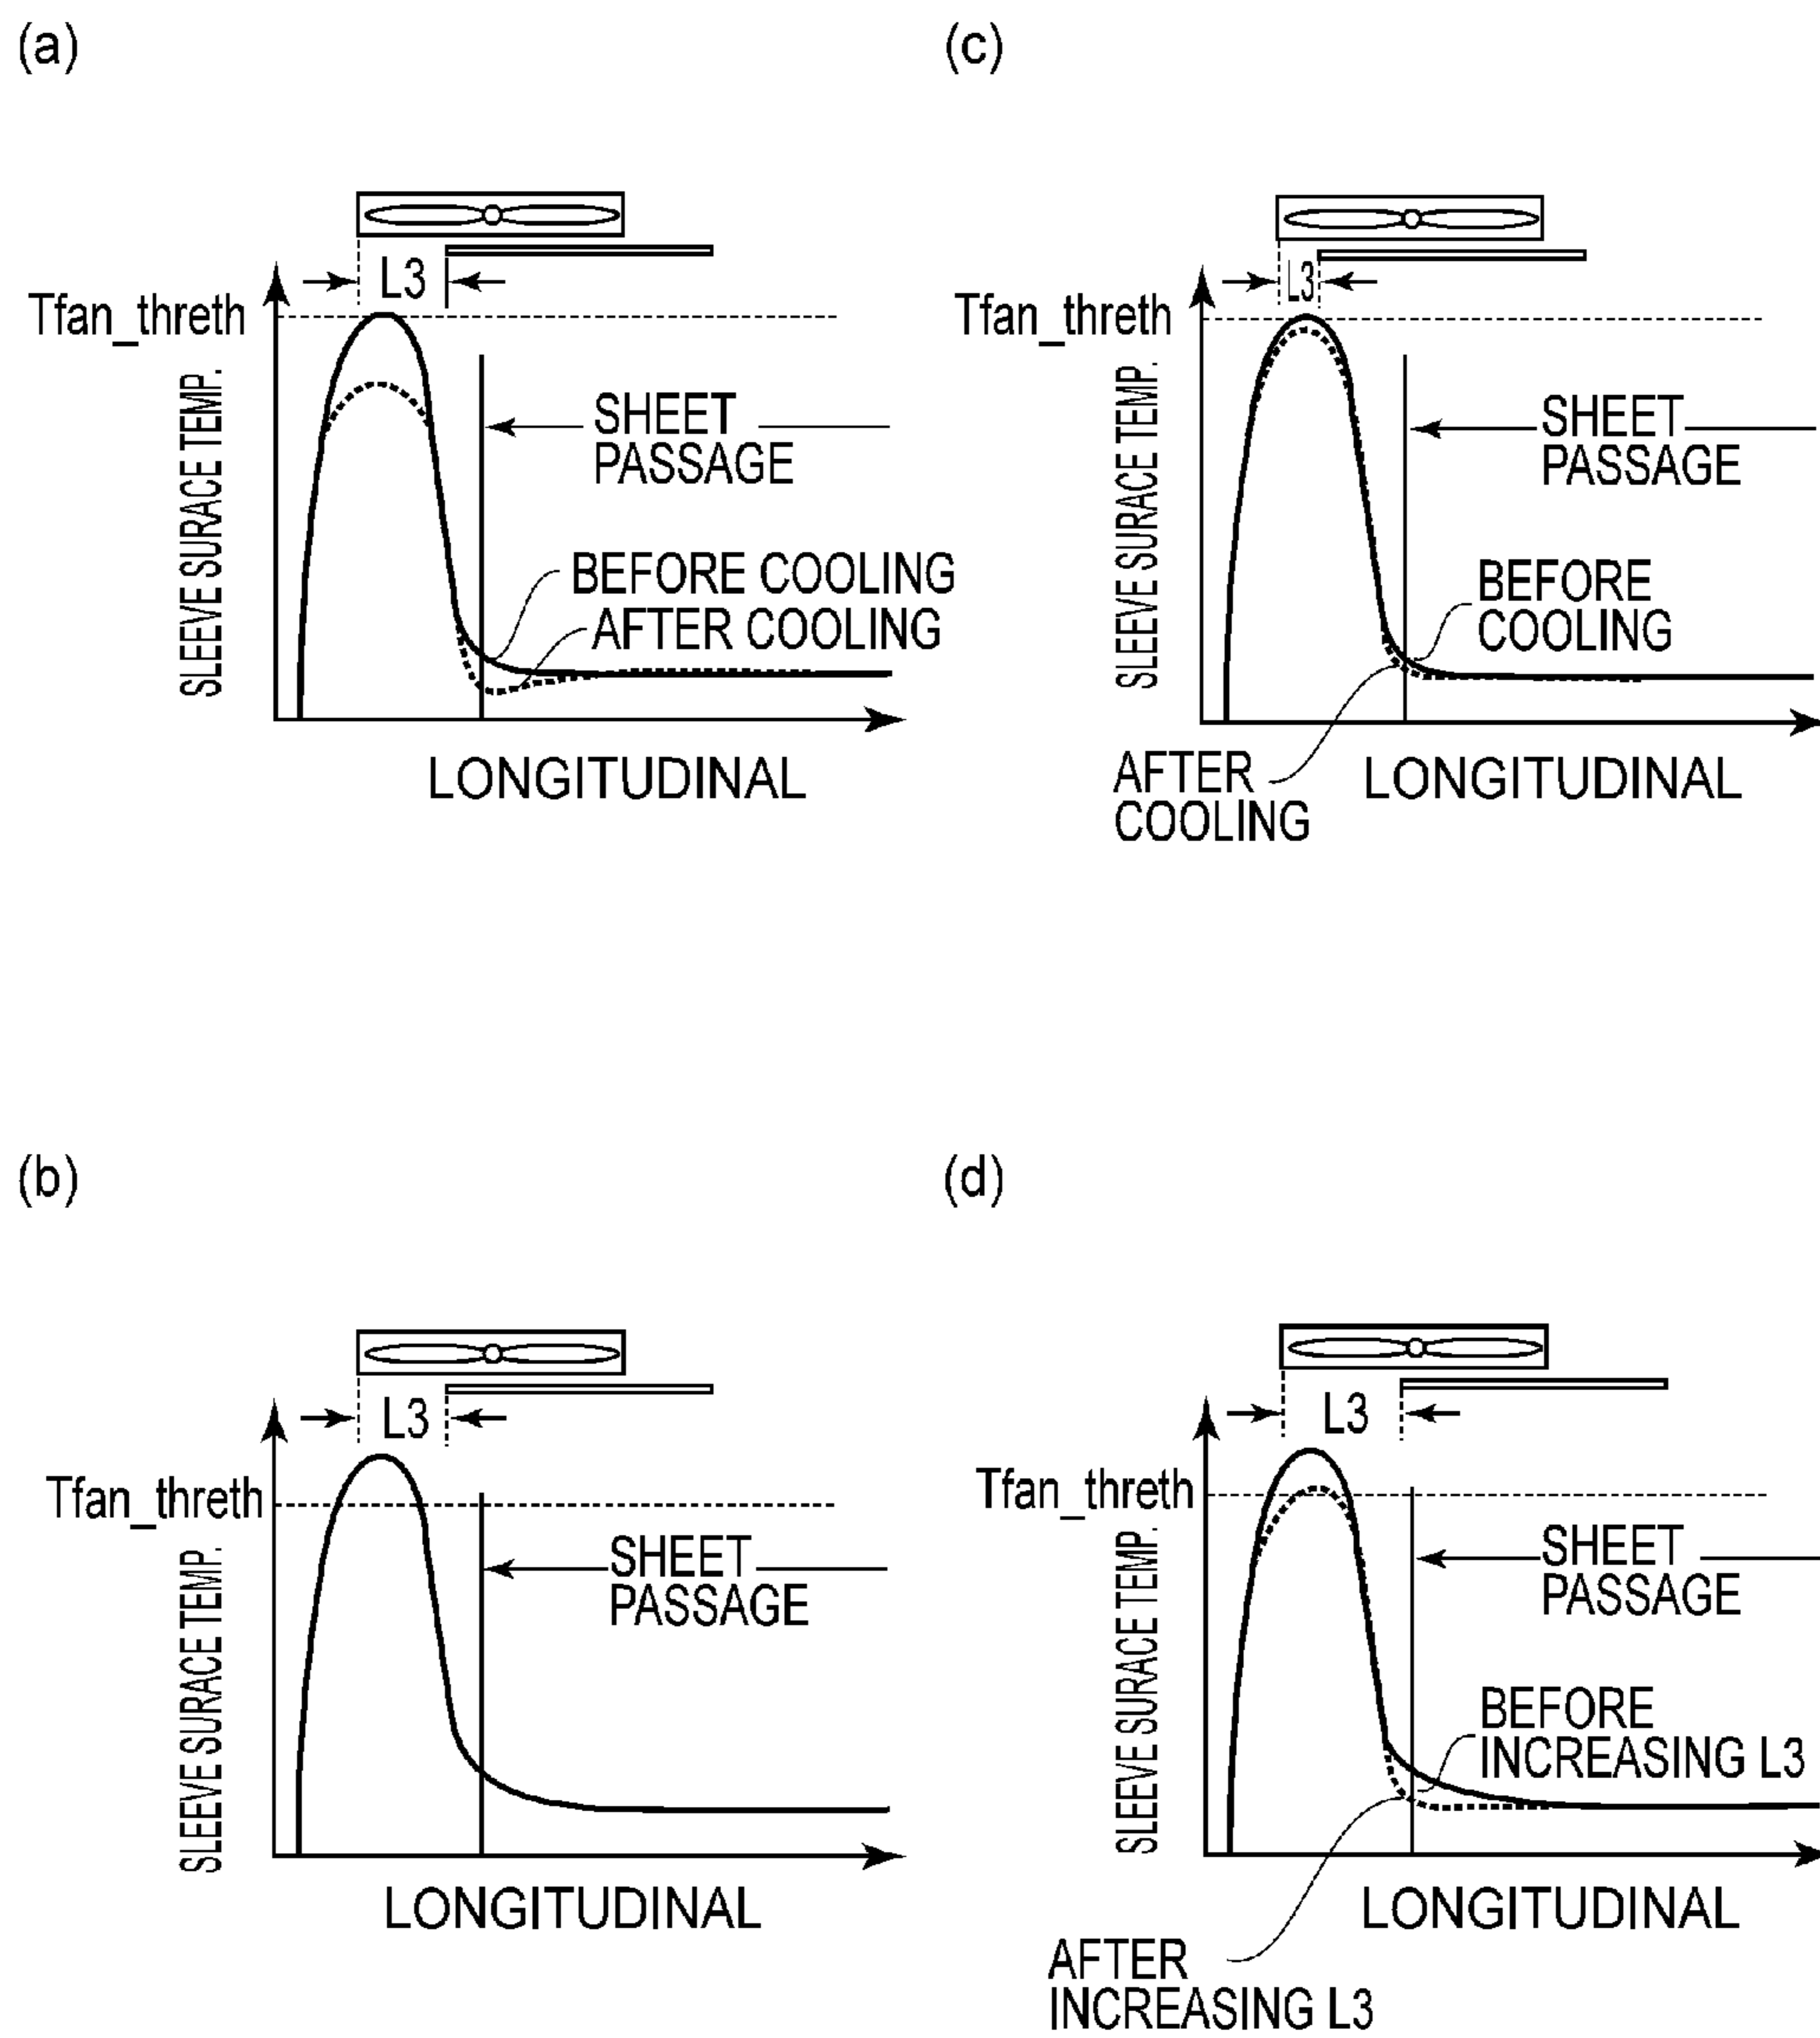 (a)
L3
Tfan_threth
SLEEVE SURACE TEMP.
SHEET
PASSAGE
BEFORE COOLING
AFTER COOLING
LONGITUDINAL
(c)
L3
Tfan_threth
SLEEVE SURACE TEMP.
SHEET
PASSAGE
BEFORE
COOLING
AFTER
COOLING
LONGITUDINAL
(b)
L3
Tfan_threth
SLEEVE SURACE TEMP.
SHEET
PASSAGE
LONGITUDINAL
(d)
L3
Tfan_threth
SLEEVE SURACE TEMP.
SHEET
PASSAGE
BEFORE
INCREASING L3
LONGITUDINAL
AFTER
INCREASING L3